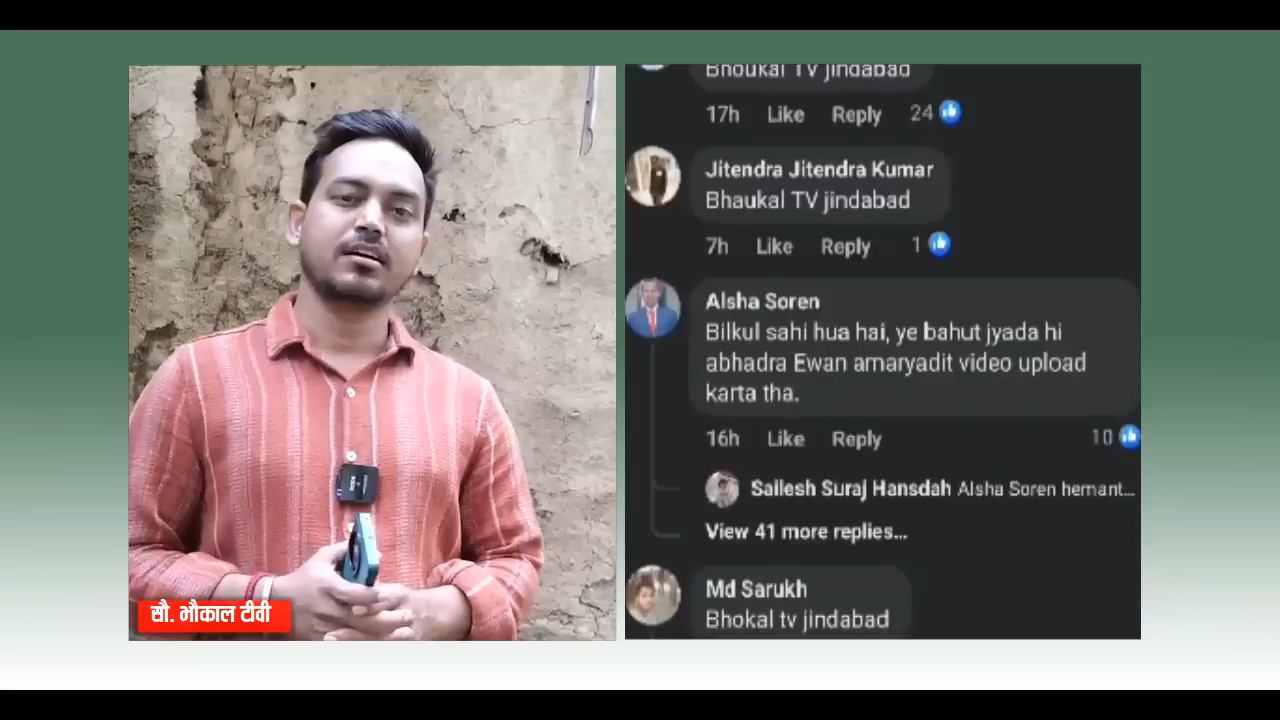 सौ. भौकाल टीवी
Bhoukal TV jindabad
17h Like Reply 24
Jitendra Jitendra Kumar
Bhaukal TV jindabad
7h Like Reply 1
Alsha Soren
Bilkul sahi hua hai, ye bahut jyada hi
abhadra Ewan amaryadit video upload
karta tha.
16h Like Reply 10
Sailesh Suraj Hansdah Alsha Soren hemant...
View 41 more replies...
Md Sarukh
Bhokal tv jindabad